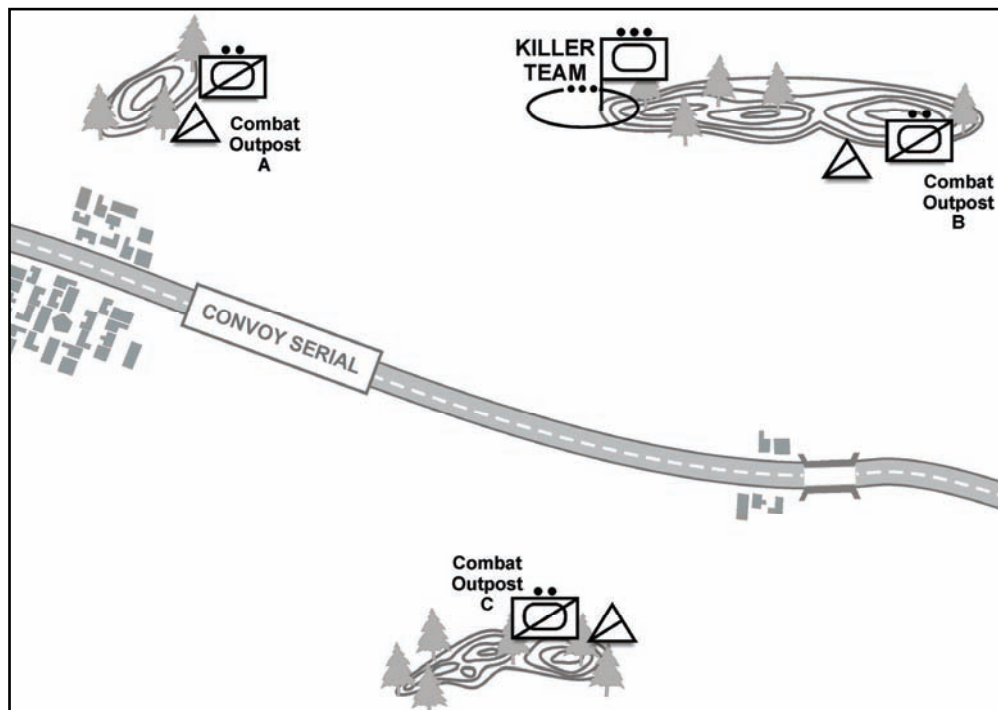 KILLER
TEAM
Combat
Outpost
A
Combat
Outpost
B
CONVOY SERIAL
Combat
Outpost
C